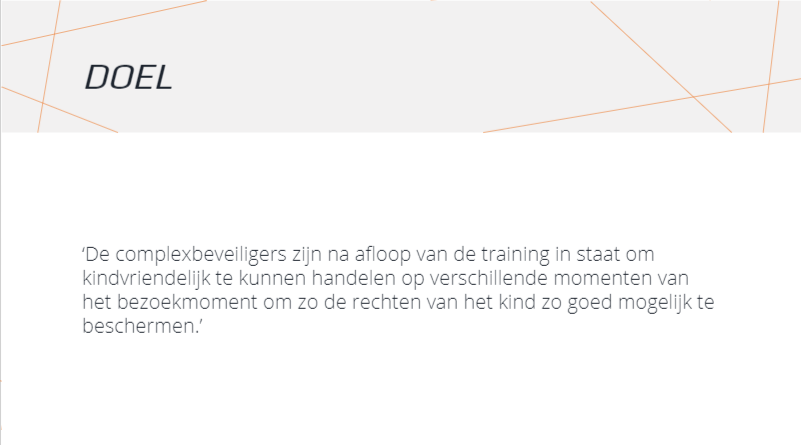 DOEL
‘De complexbeveiligers zijn na afloop van de training in staat om
kindvriendelijk te kunnen handelen op verschillende momenten van
het bezoekmoment om zo de rechten van het kind zo goed mogelijk te
beschermen.’